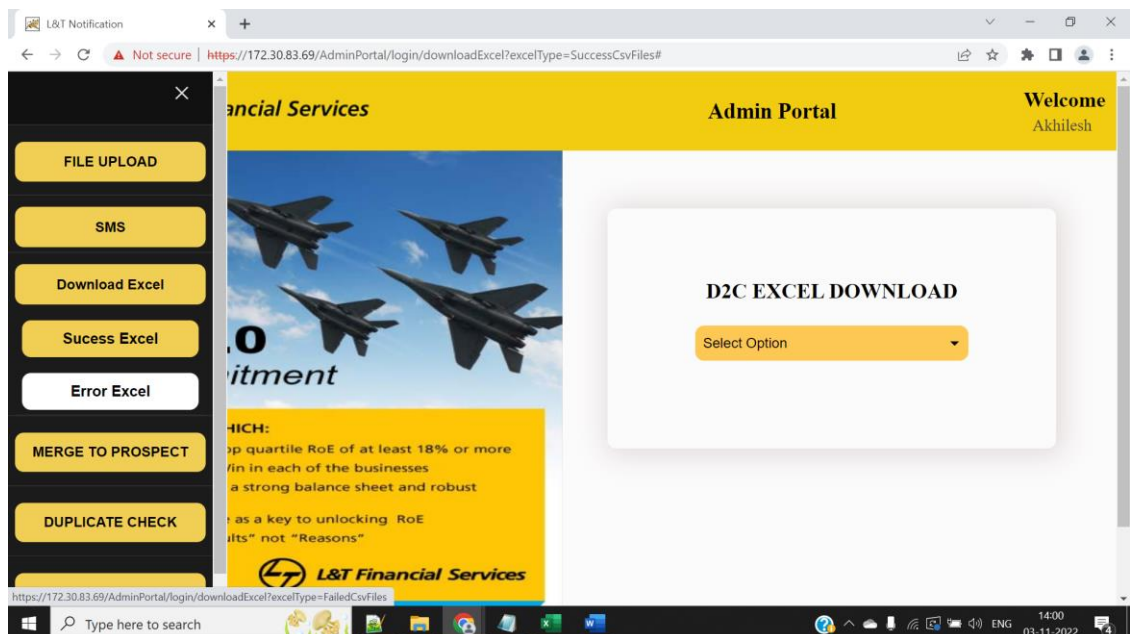 L&T Notification
Not secure | https://172.30.83.69/AdminPortal/login/downloadExcel?excelType=SuccessCsvFiles#
ancial Services
Admin Portal
Welcome
Akhilesh
FILE UPLOAD
SMS
Download Excel
Sucess Excel
Error Excel
MERGE TO PROSPECT
DUPLICATE CHECK
.0
itment
HICH:
op quartile RoE of at least 18% or more
in in each of the businesses
a strong balance sheet and robust
as a key to unlocking RoE
ults" not "Reasons"
L&T Financial Services
D2C EXCEL DOWNLOAD
Select Option
https://172.30.83.69/AdminPortal/login/downloadExcel?excelType=FailedCsvFiles
Type here to search
ENG
14:00
03-11-2022
4